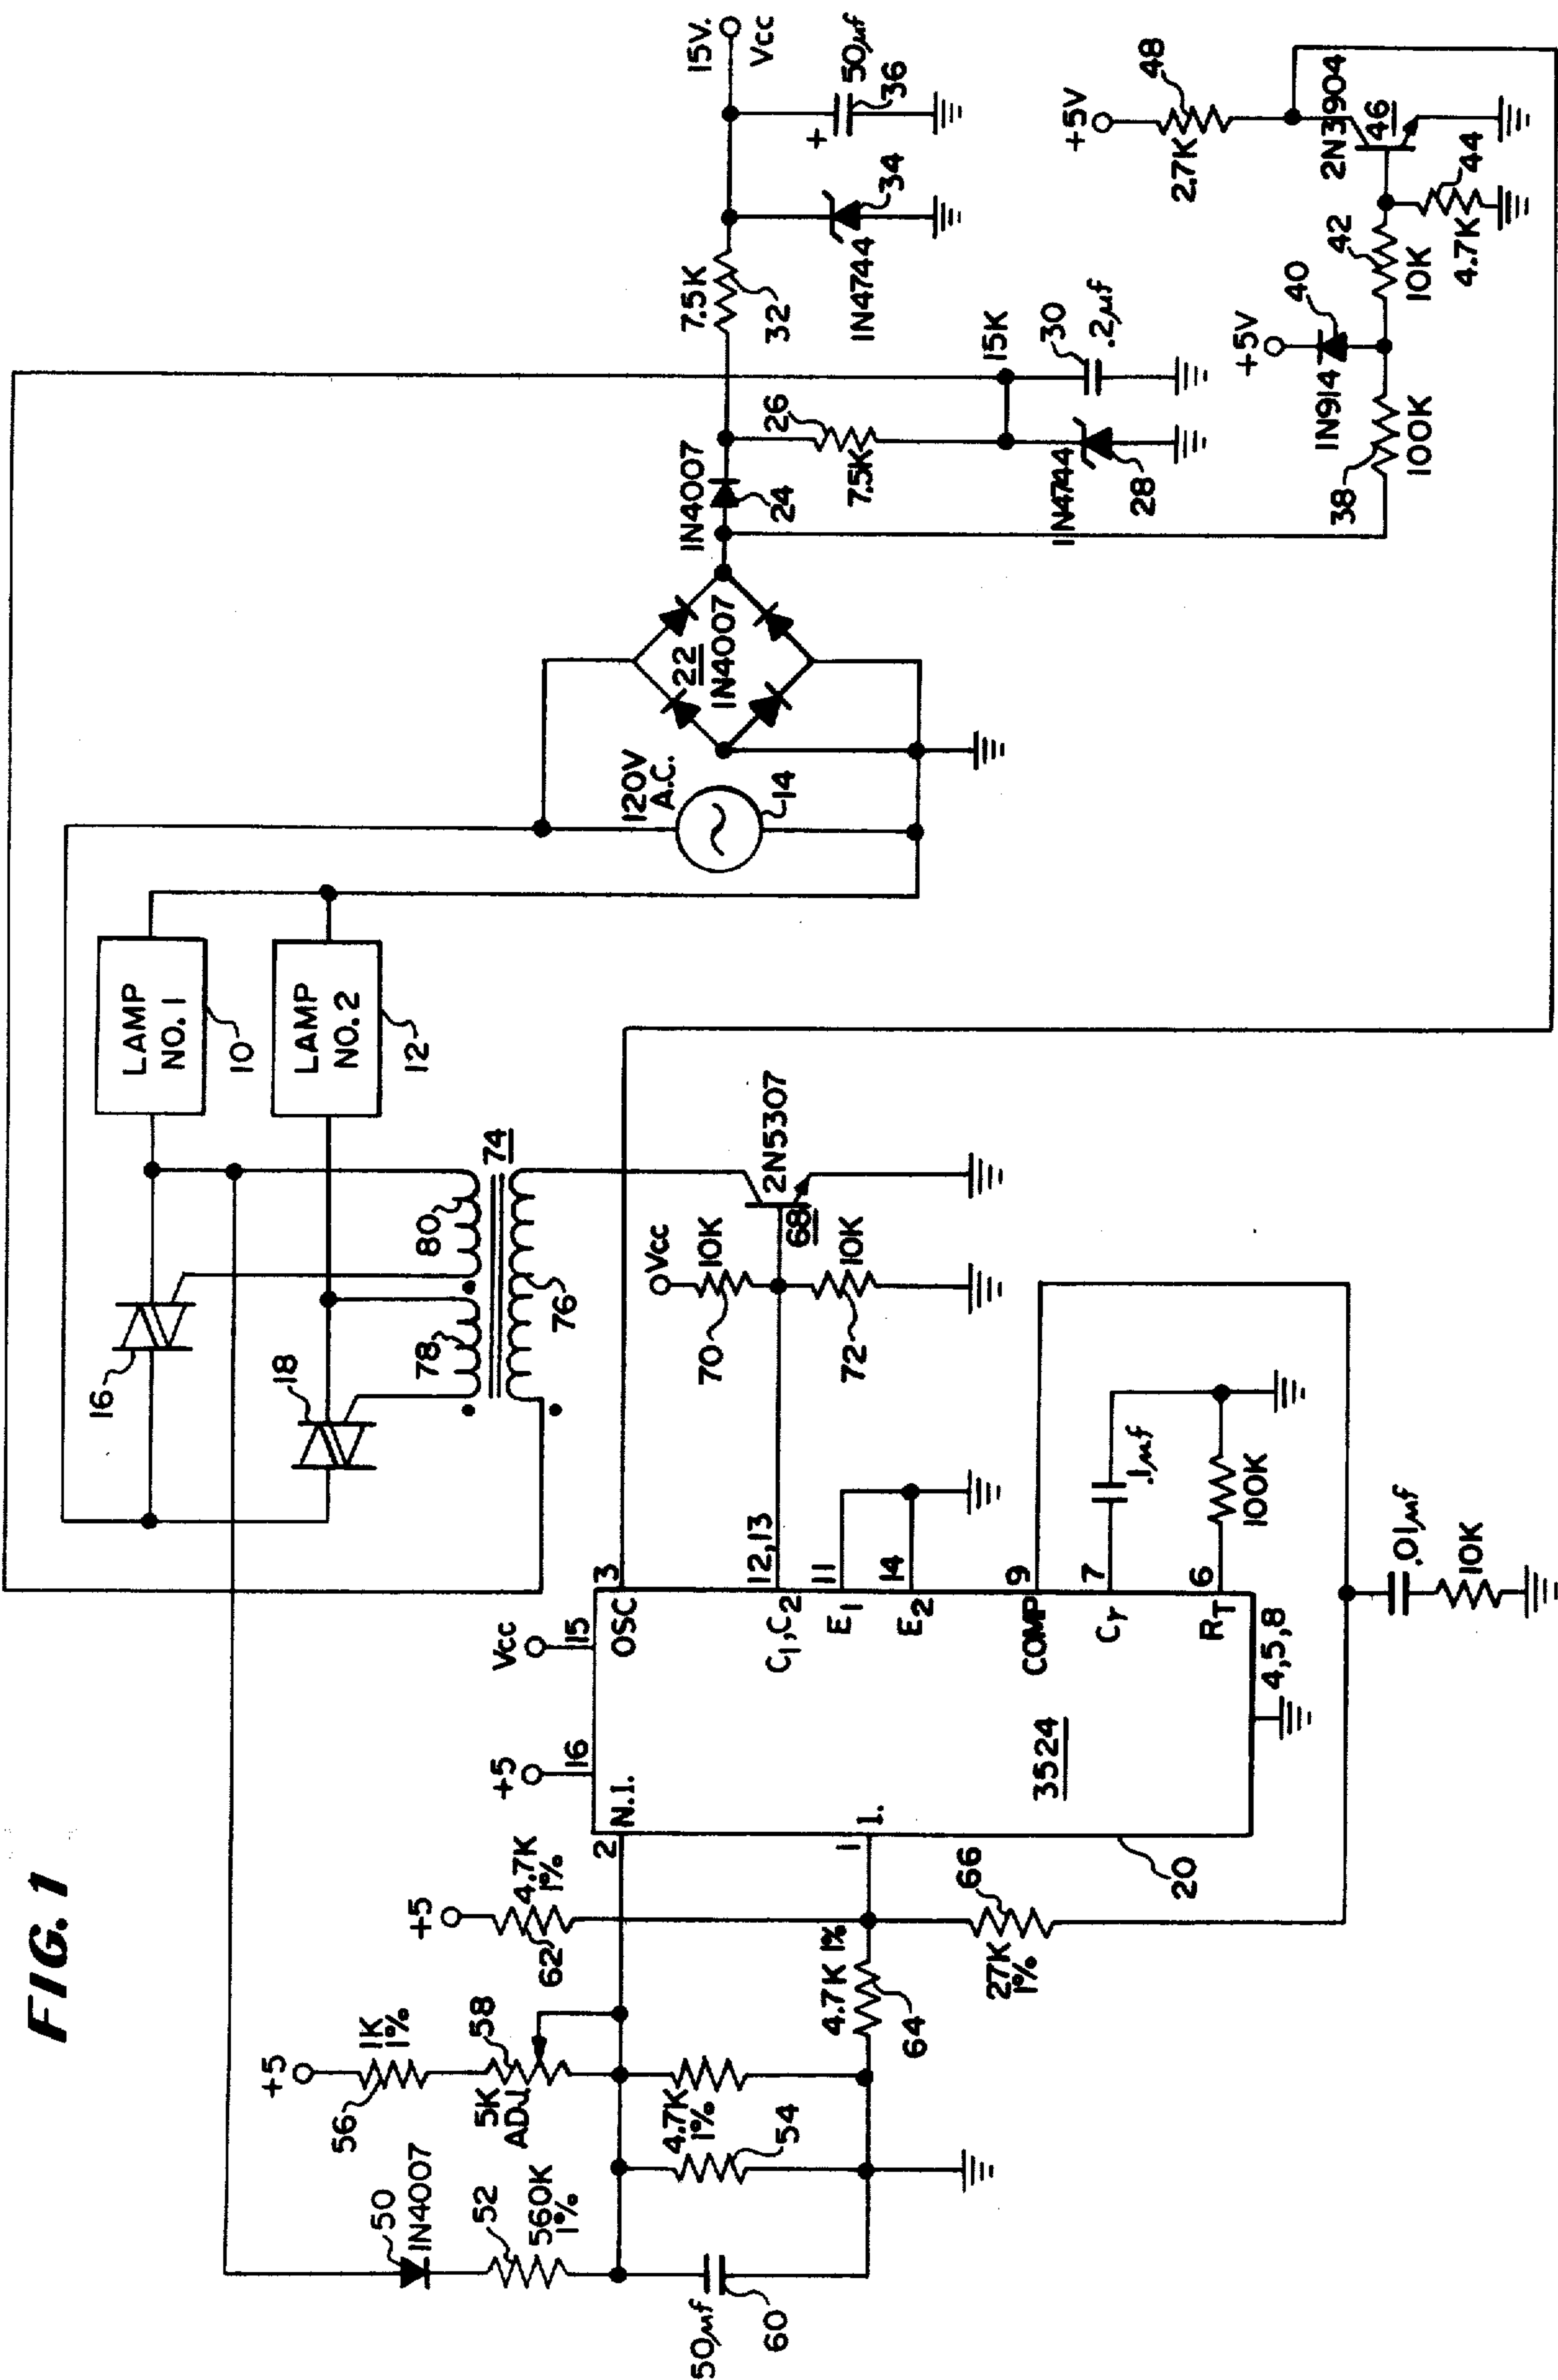 FIG. 1
LAMP
NO. 1
10
LAMP
NO. 2
12
16
18
74
80
78
76
120V
A.C.
14
22
1N4007
1N4007
24
7.5K
32
15V.
Vcc
+
50µf
36
1N4744
34
26
7.5K
15K
30
.2µf
1N4744
28
+5V
48
2.7K
2N3904
46
44
4.7K
42
10K
+5V
40
1N914
38
100K
2N5307
68
Vcc
10K
70
10K
72
50
1N4007
52
560K
1%
+5
1K
1%
56
58
5K
ADJ.
+5
4.7K
1%
62
4.7K
1%
54
4.7K 1%
64
66
27K
1%
50µf
60
+5
16
Vcc
15
3
OSC
2
N.I.
1
I.
12,13
C1,C2
11
E1
14
E2
9
COMP
7
CT
6
RT
4,5,8
3524
20
.1µf
100K
.01µf
10K